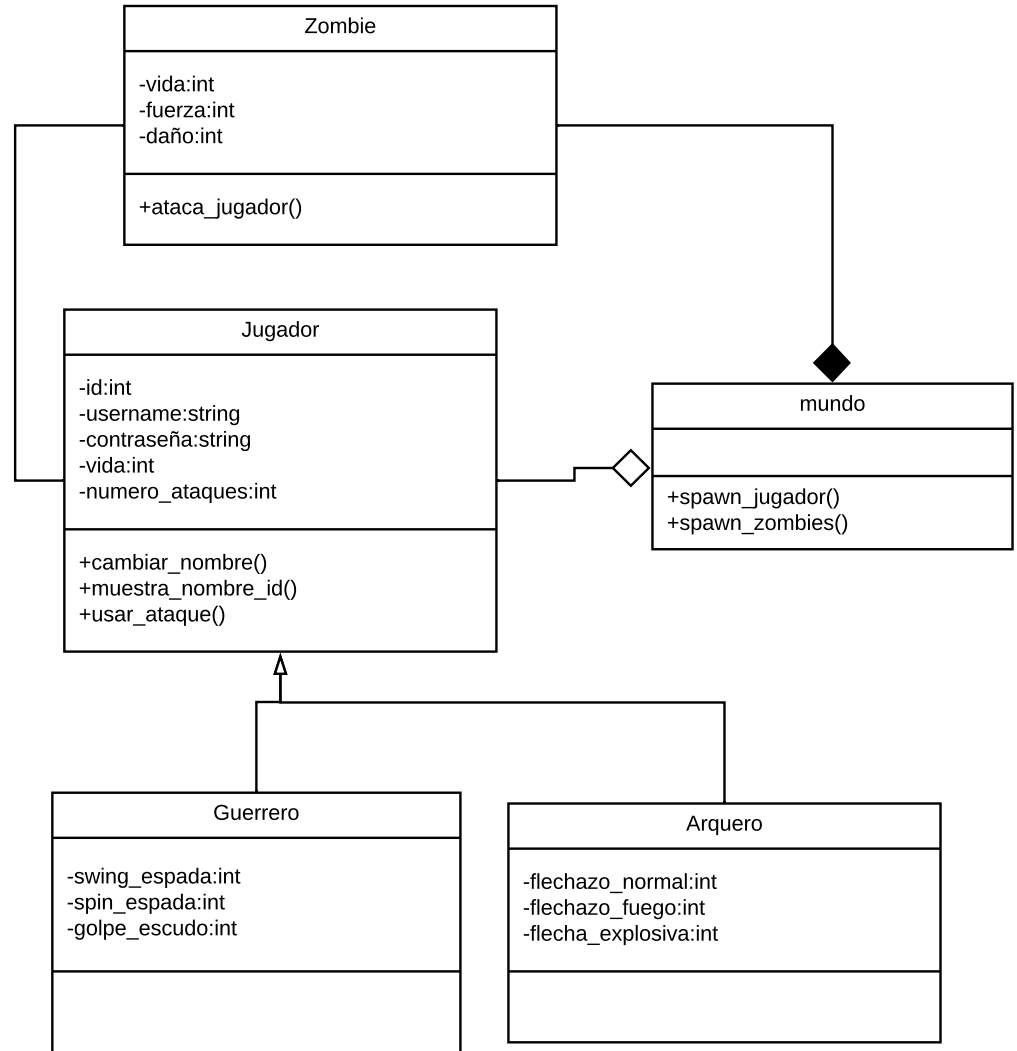 Zombie
-vida:int
-fuerza:int
-daño:int
+ataca_jugador()
Jugador
-id:int
-username:string
-contraseña:string
-vida:int
-numero_ataques:int
+cambiar_nombre()
+muestra_nombre_id()
+usar_ataque()
mundo
+spawn_jugador()
+spawn_zombies()
Guerrero
-swing_espada:int
-spin_espada:int
-golpe_escudo:int
Arquero
-flechazo_normal:int
-flechazo_fuego:int
-flecha_explosiva:int